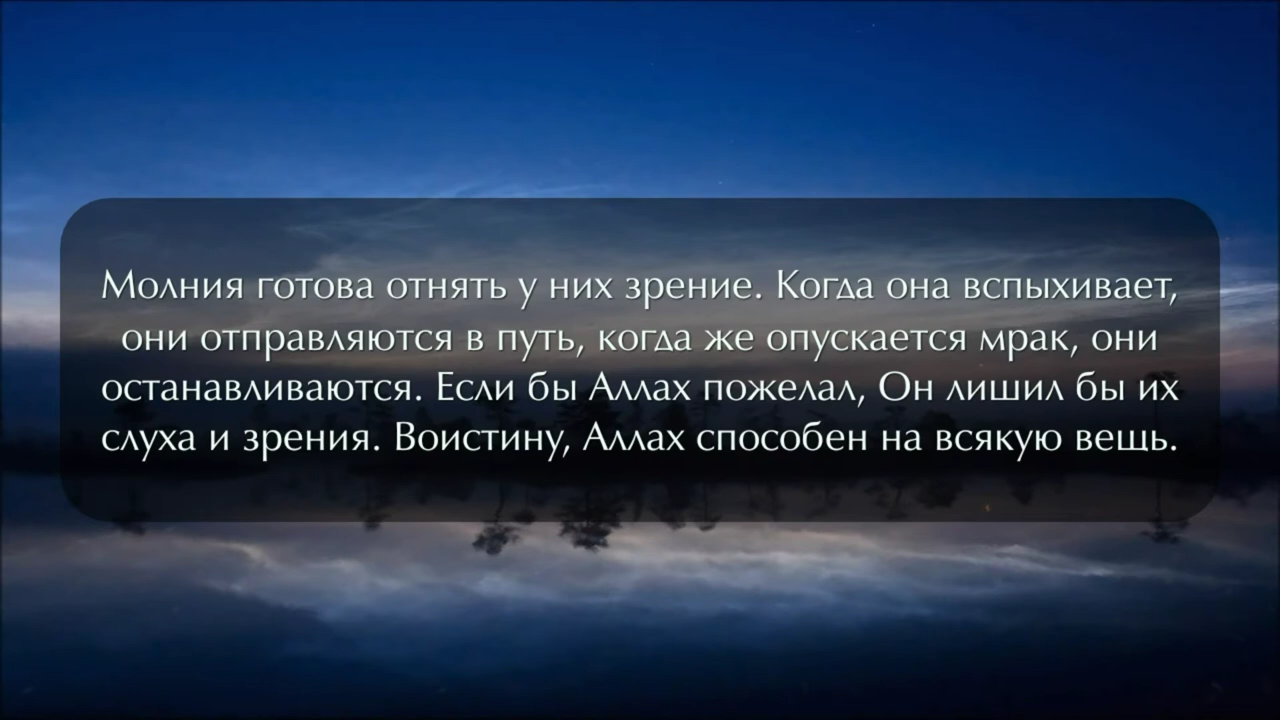 Молния готова отнять у них зрение. Когда она вспыхивает,
они отправляются в путь, когда же опускается мрак, они
останавливаются. Если бы Аллах пожелал, Он лишил бы их
слуха и зрения. Воистину, Аллах способен на всякую вещь.